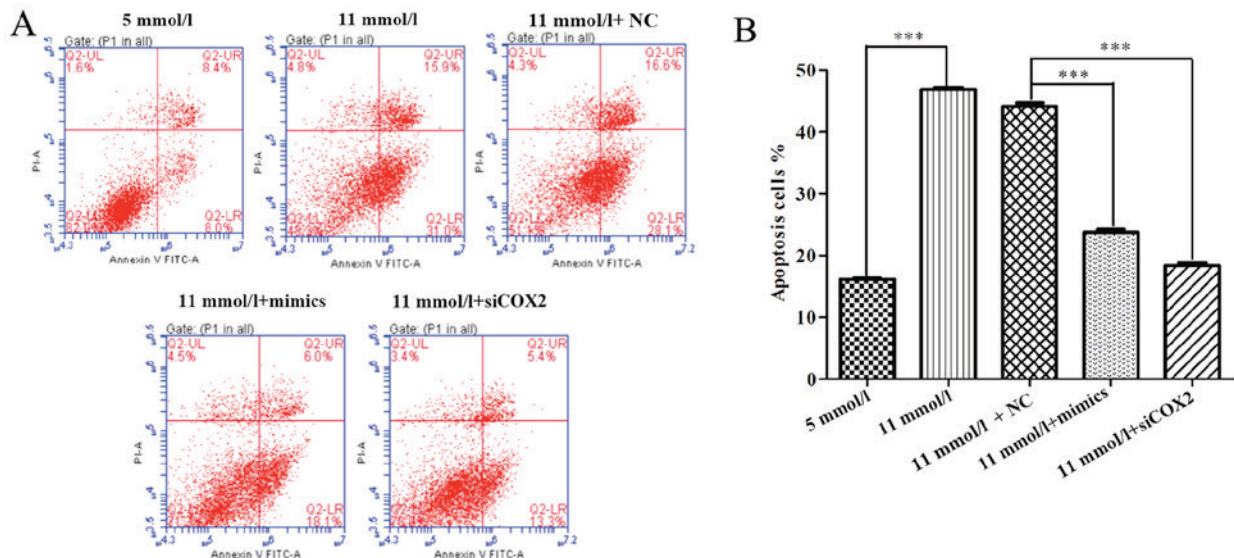 A
5 mmol/l
Gate: (P1 in all)
Q2-UL
1.6%
Q2-UR
8.4%
Q2-LR
8.0%
PI-A
Annexin V FITC-A
11 mmol/l
Gate: (P1 in all)
Q2-UL
4.8%
Q2-UR
15.9%
Q2-LR
31.0%
PI-A
Annexin V FITC-A
11 mmol/l+ NC
Gate: (P1 in all)
Q2-UL
4.3%
Q2-UR
16.6%
Q2-LR
28.1%
PI-A
Annexin V FITC-A
11 mmol/l+mimics
Gate: (P1 in all)
Q2-UL
4.5%
Q2-UR
6.0%
Q2-LR
18.1%
PI-A
Annexin V FITC-A
11 mmol/l+siCOX2
Gate: (P1 in all)
Q2-UL
3.4%
Q2-UR
5.4%
Q2-LR
13.3%
PI-A
Annexin V FITC-A
B
***
***
***
Apoptosis cells %
80
60
50
40
30
20
10
0
5 mmol/l
11 mmol/l
11 mmol/l + NC
11 mmol/l+mimics
11 mmol/l+siCOX2